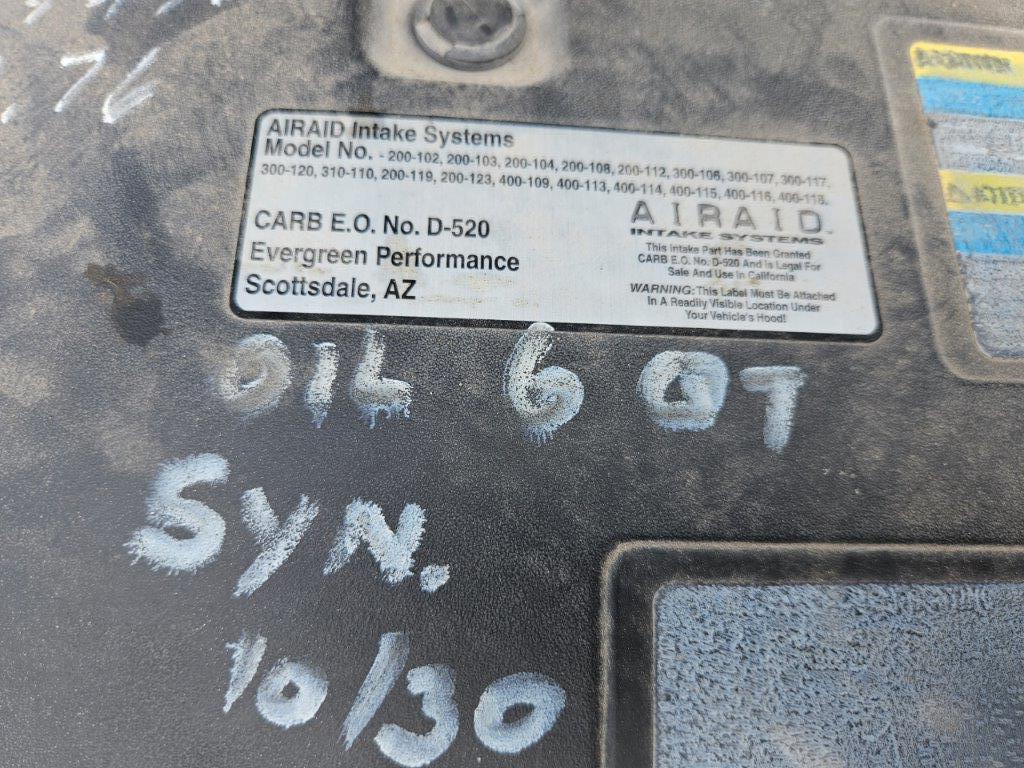 76
AIRAID Intake Systems
Model No. - 200-102, 200-103, 200-104, 200-108, 200-112, 300-106, 300-107, 300-117,
300-120, 310-110, 200-119, 200-123, 400-109, 400-113, 400-114, 400-115, 400-116, 400-118,
CARB E.O. No. D-520
Evergreen Performance
Scottsdale, AZ
AIRAID
INTAKE SYSTEMS
This Intake Part Has Been Granted
CARB E.O. No. D-520 And Is Legal For
Sale And Use In California
WARNING: This Label Must Be Attached
In A Readily Visible Location Under
Your Vehicle's Hood!
OIL 6 QT
SYN.
10/30